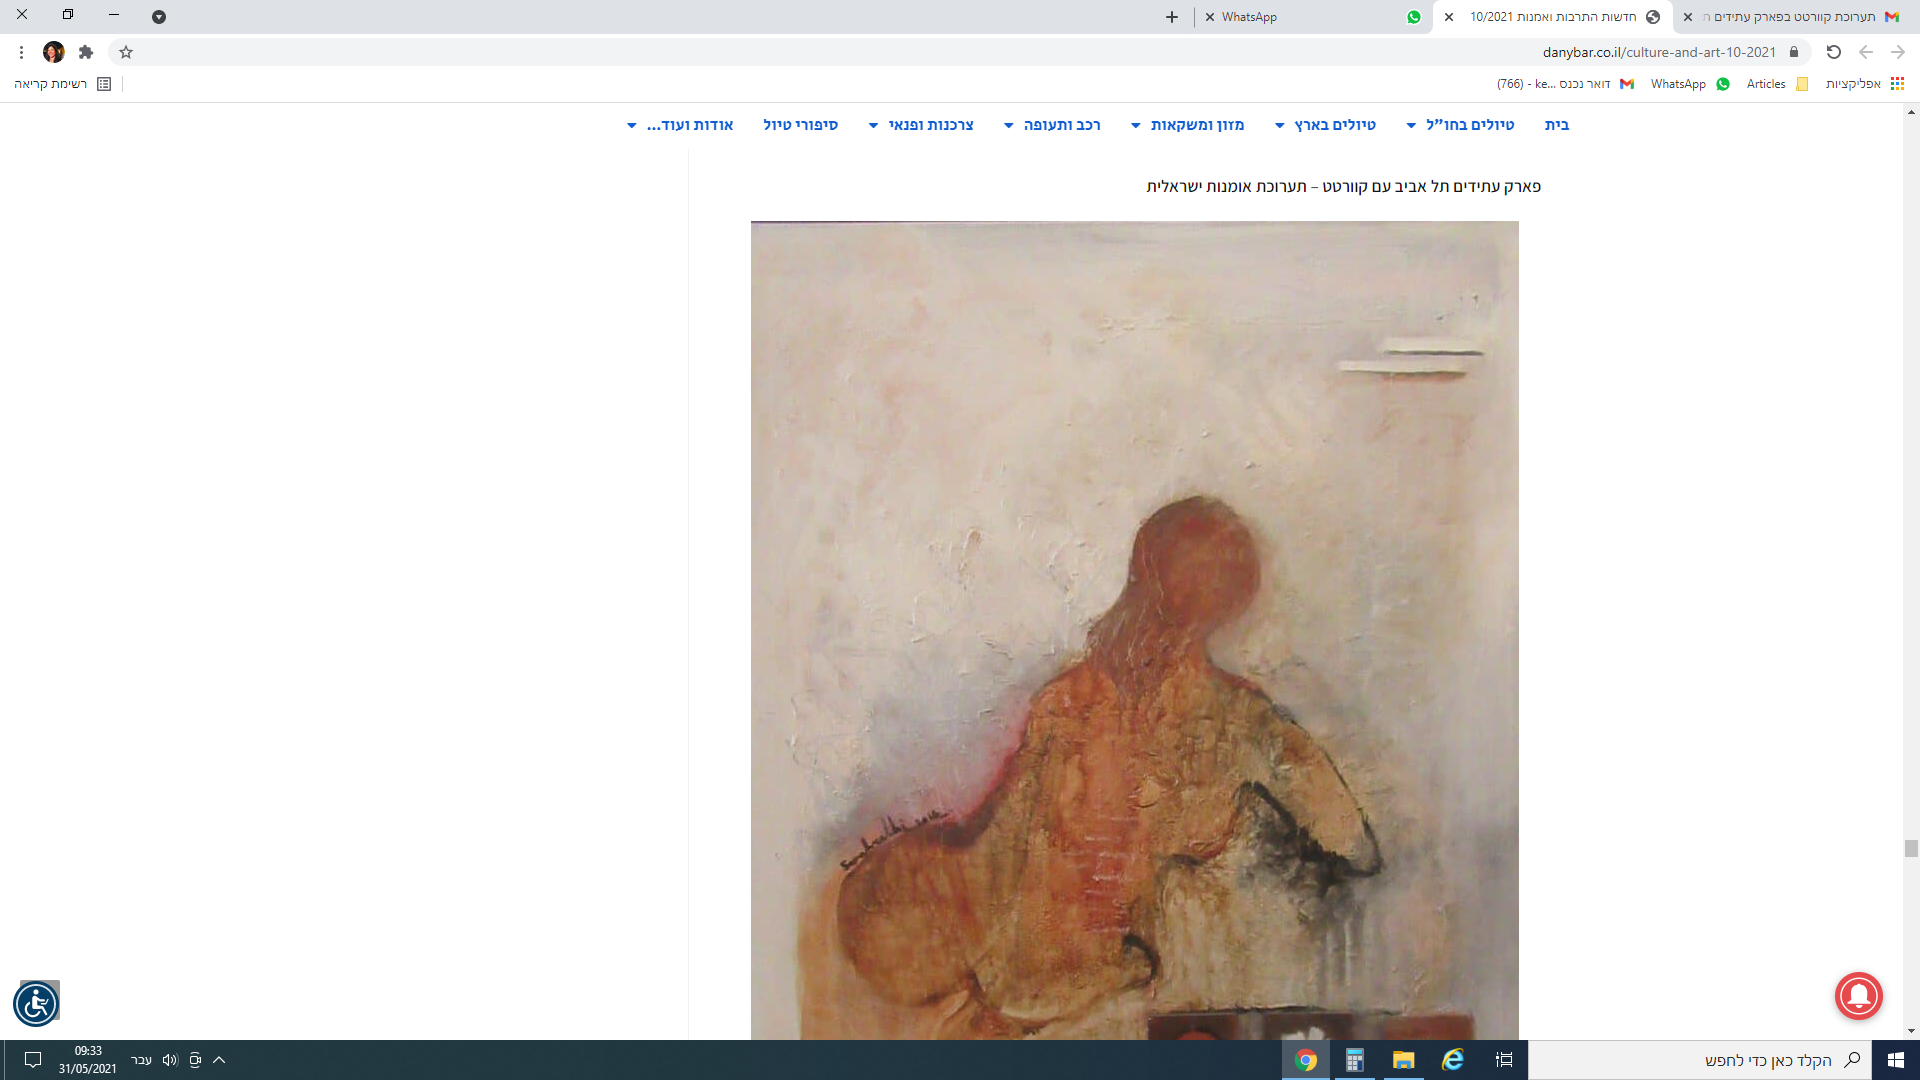 תערוכת קוורטט בפארק עתידים ת
חדשות התרבות ואמנות 10/2021
WhatsApp
danybar.co.il/culture-and-art-10-2021
אפליקציות
Articles
WhatsApp
דואר נכנס (766) - ke...
רשימת קריאה
בית
טיולים בחו"ל
טיולים בארץ
מזון ומשקאות
רכב ותעופה
צרכנות ופנאי
סיפורי טיול
אודות ועוד...
פארק עתידים תל אביב עם קוורטט – תערוכת אומנות ישראלית
הקלד כאן כדי לחפש
עבר
09:33
31/05/2021